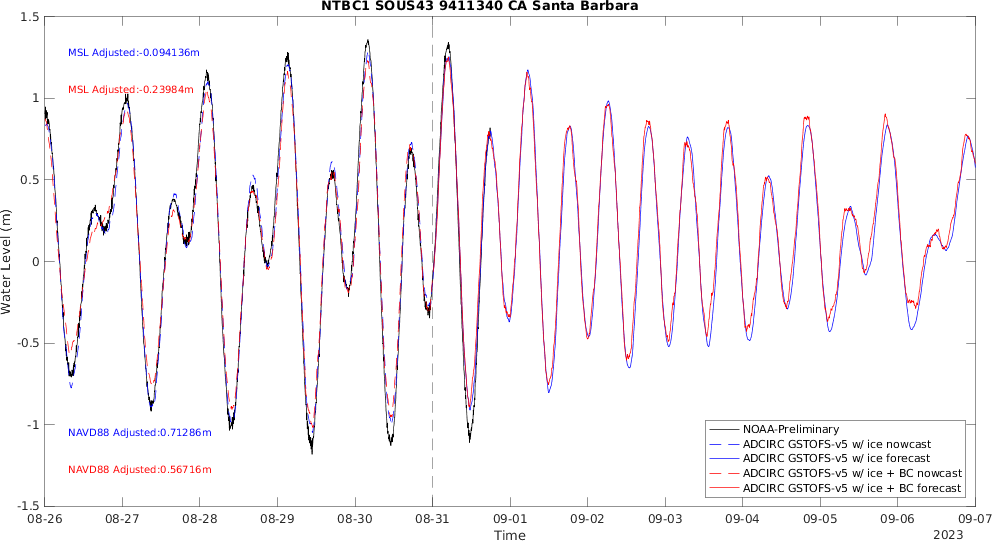 NTBC1 SOUS43 9411340 CA Santa Barbara
1.5
MSL Adjusted:-0.094136m
MSL Adjusted:-0.23984m
1
0.5
0
Water Level (m)
-0.5
-1
NAVD88 Adjusted:0.71286m
NAVD88 Adjusted:0.56716m
-1.5
NOAA-Preliminary
ADCIRC GSTOFS-v5 w/ ice nowcast
ADCIRC GSTOFS-v5 w/ ice forecast
ADCIRC GSTOFS-v5 w/ ice + BC nowcast
ADCIRC GSTOFS-v5 w/ ice + BC forecast
08-26 08-27 08-28 08-29 08-30 08-31 09-01 09-02 09-03 09-04 09-05 09-06 09-07
Time
2023